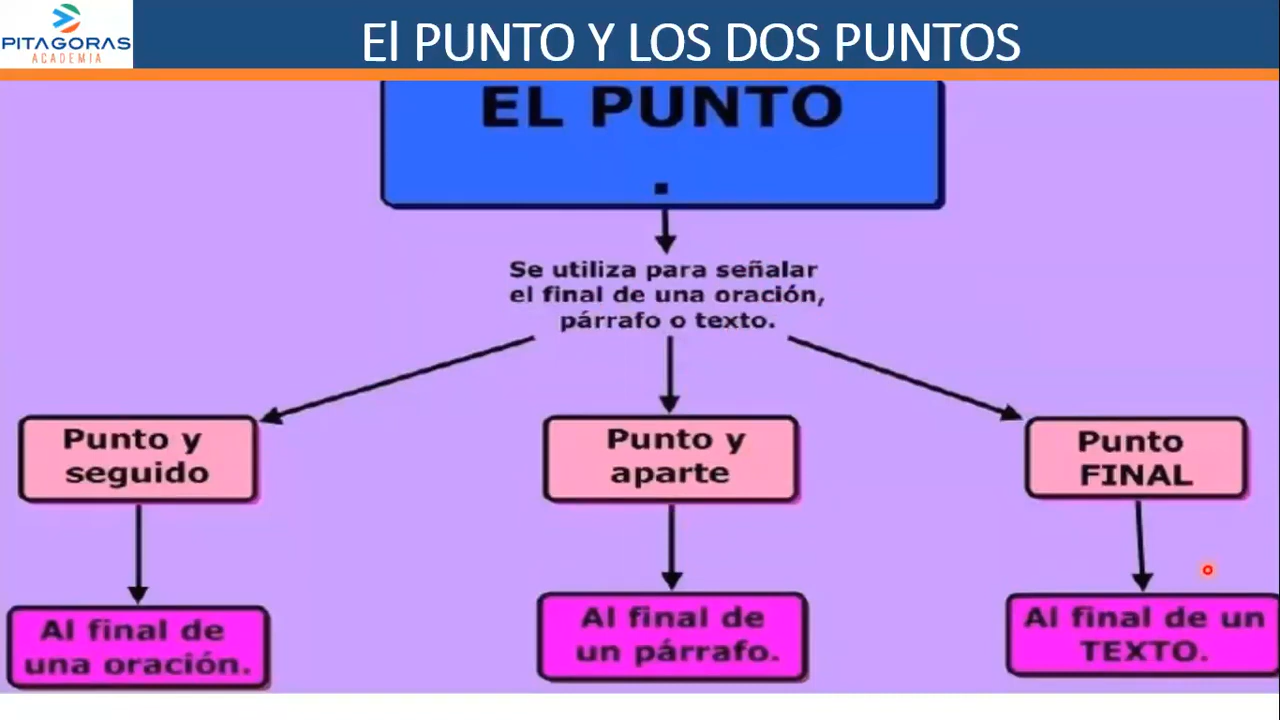 PITAGORAS
ACADEMIA
El PUNTO Y LOS DOS PUNTOS
EL PUNTO
.
Se utiliza para señalar
el final de una oración,
párrafo o texto.
Punto y
seguido
Punto y
aparte
Punto
FINAL
Al final de
una oración.
Al final de
un párrafo.
Al final de un
TEXTO.